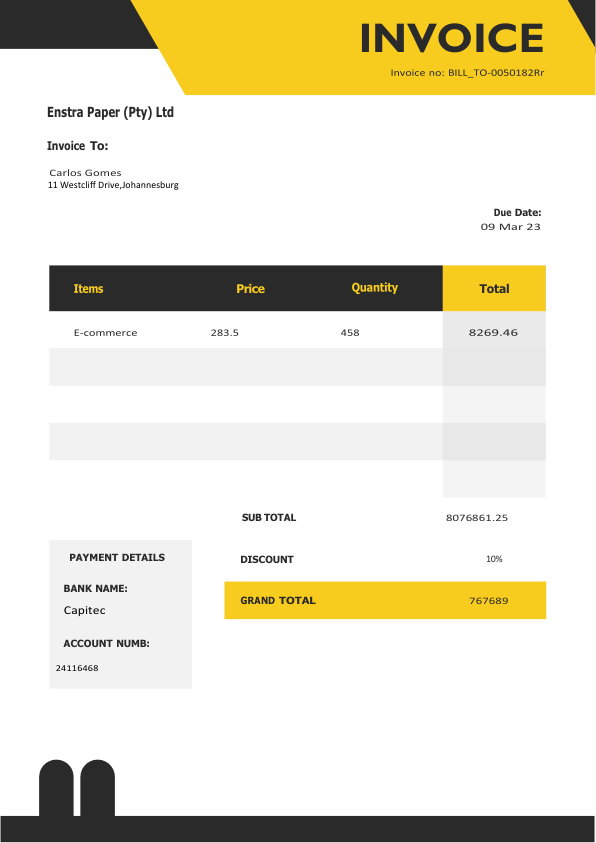 INVOICE
Invoice no: BILL_TO-0050182Rr
Enstra Paper (Pty) Ltd
Invoice To:
Carlos Gomes
11 Westcliff Drive,Johannesburg
Due Date:
09 Mar 23
Items Price Quantity Total
E-commerce 283.5 458 8269.46
SUB TOTAL 8076861.25
PAYMENT DETAILS DISCOUNT 10%
BANK NAME:
GRAND TOTAL 767689
Capitec
ACCOUNT NUMB:
24116468